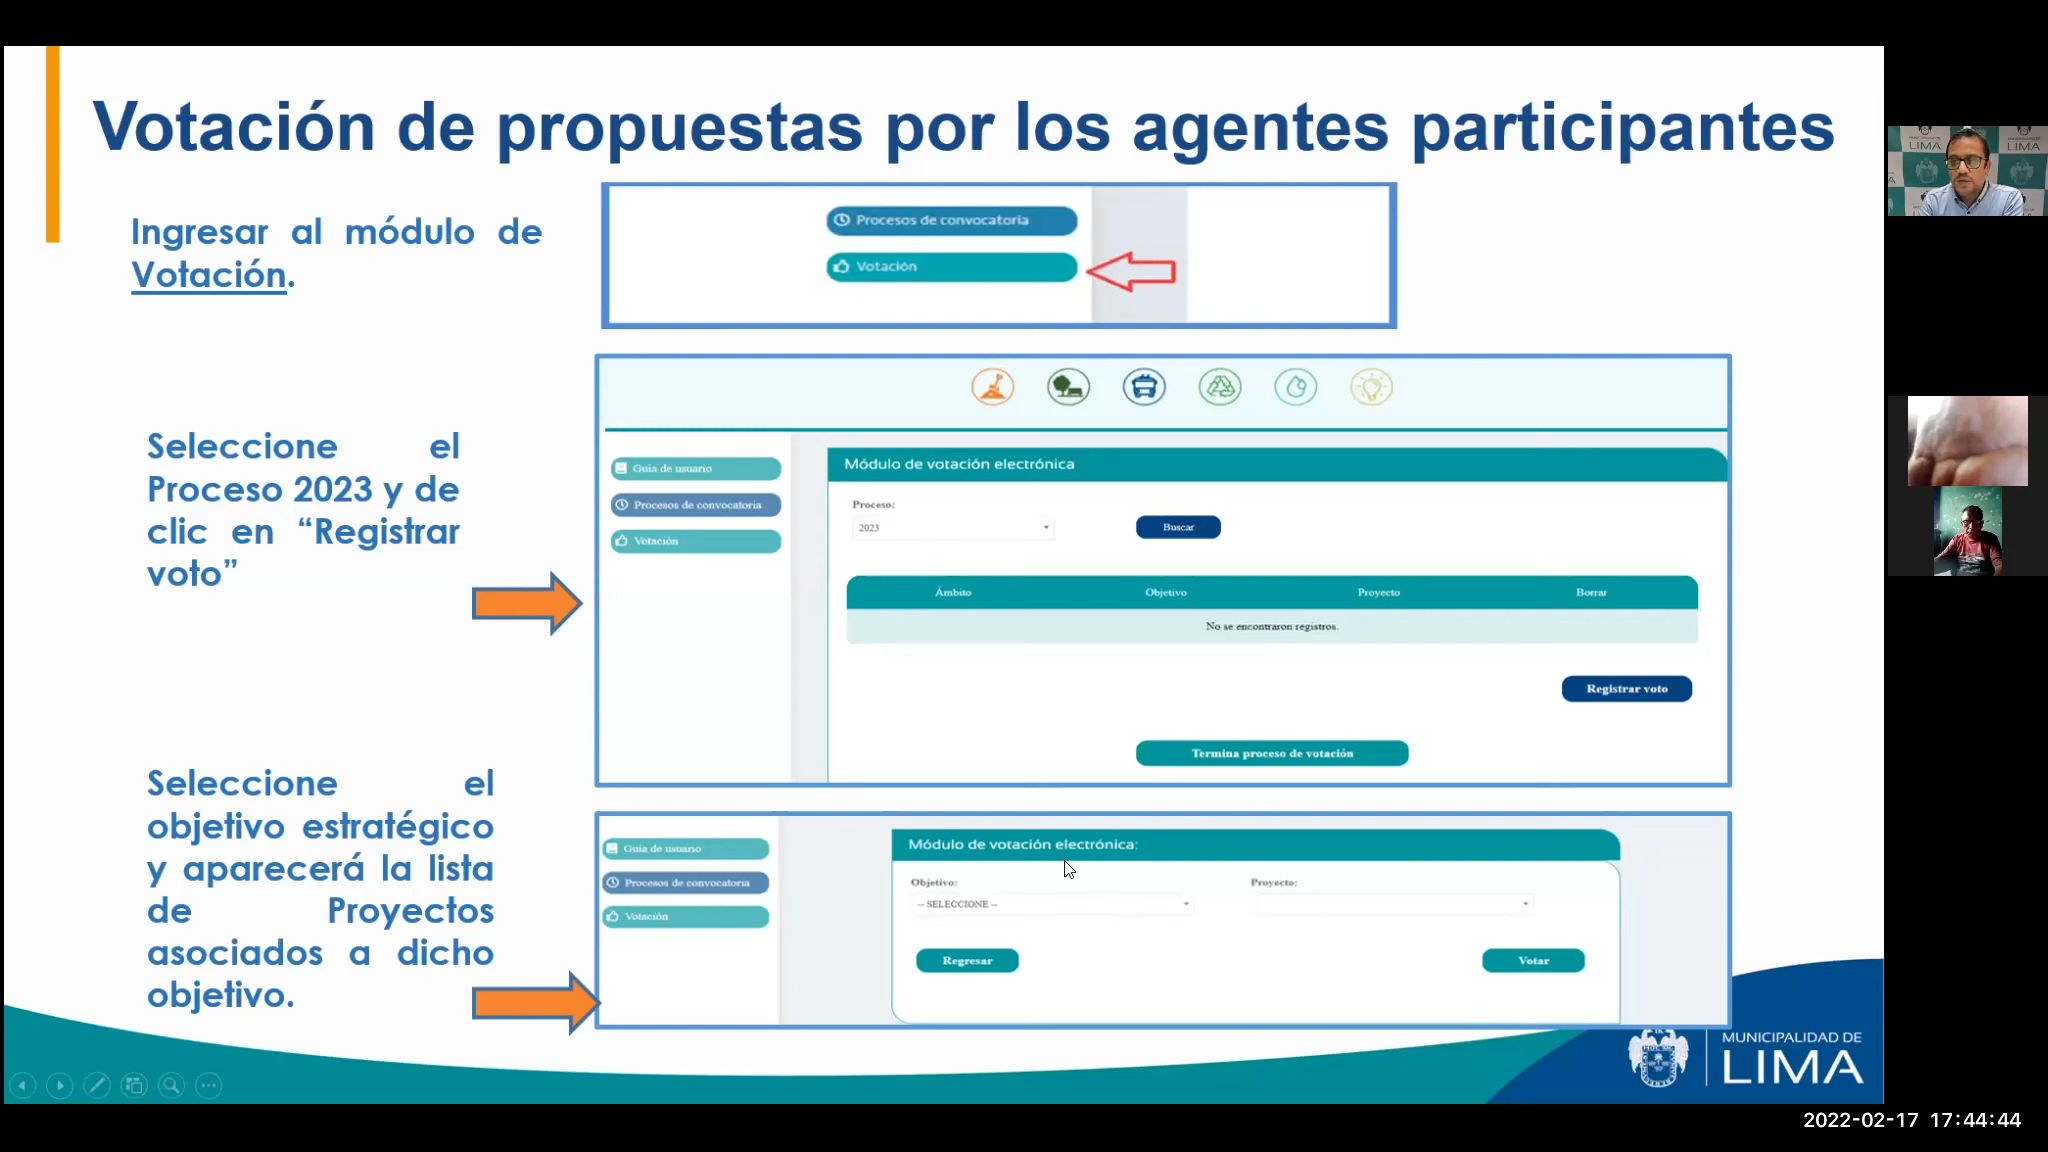 Votación de propuestas por los agentes participantes
Ingresar al módulo de
Votación.
Procesos de convocatoria
Votación
Seleccione el
Proceso 2023 y de
clic en “Registrar
voto”
Guia de usuario
Procesos de convocatoria
Votación
Módulo de votación electrónica
Proceso:
2023
Buscar
Ámbito Objetivo Proyecto Borrar
No se encontraron registros.
Registrar voto
Termina proceso de votación
Seleccione el
objetivo estratégico
y aparecerá la lista
de Proyectos
asociados a dicho
objetivo.
Guia de usuario
Procesos de convocatoria
Votación
Módulo de votación electrónica:
Objetivo: Proyecto:
-- SELECCIONE --
Regresar Votar
MUNICIPALIDAD DE
LIMA
LIMA
LIMA
2022-02-17 17:44:44